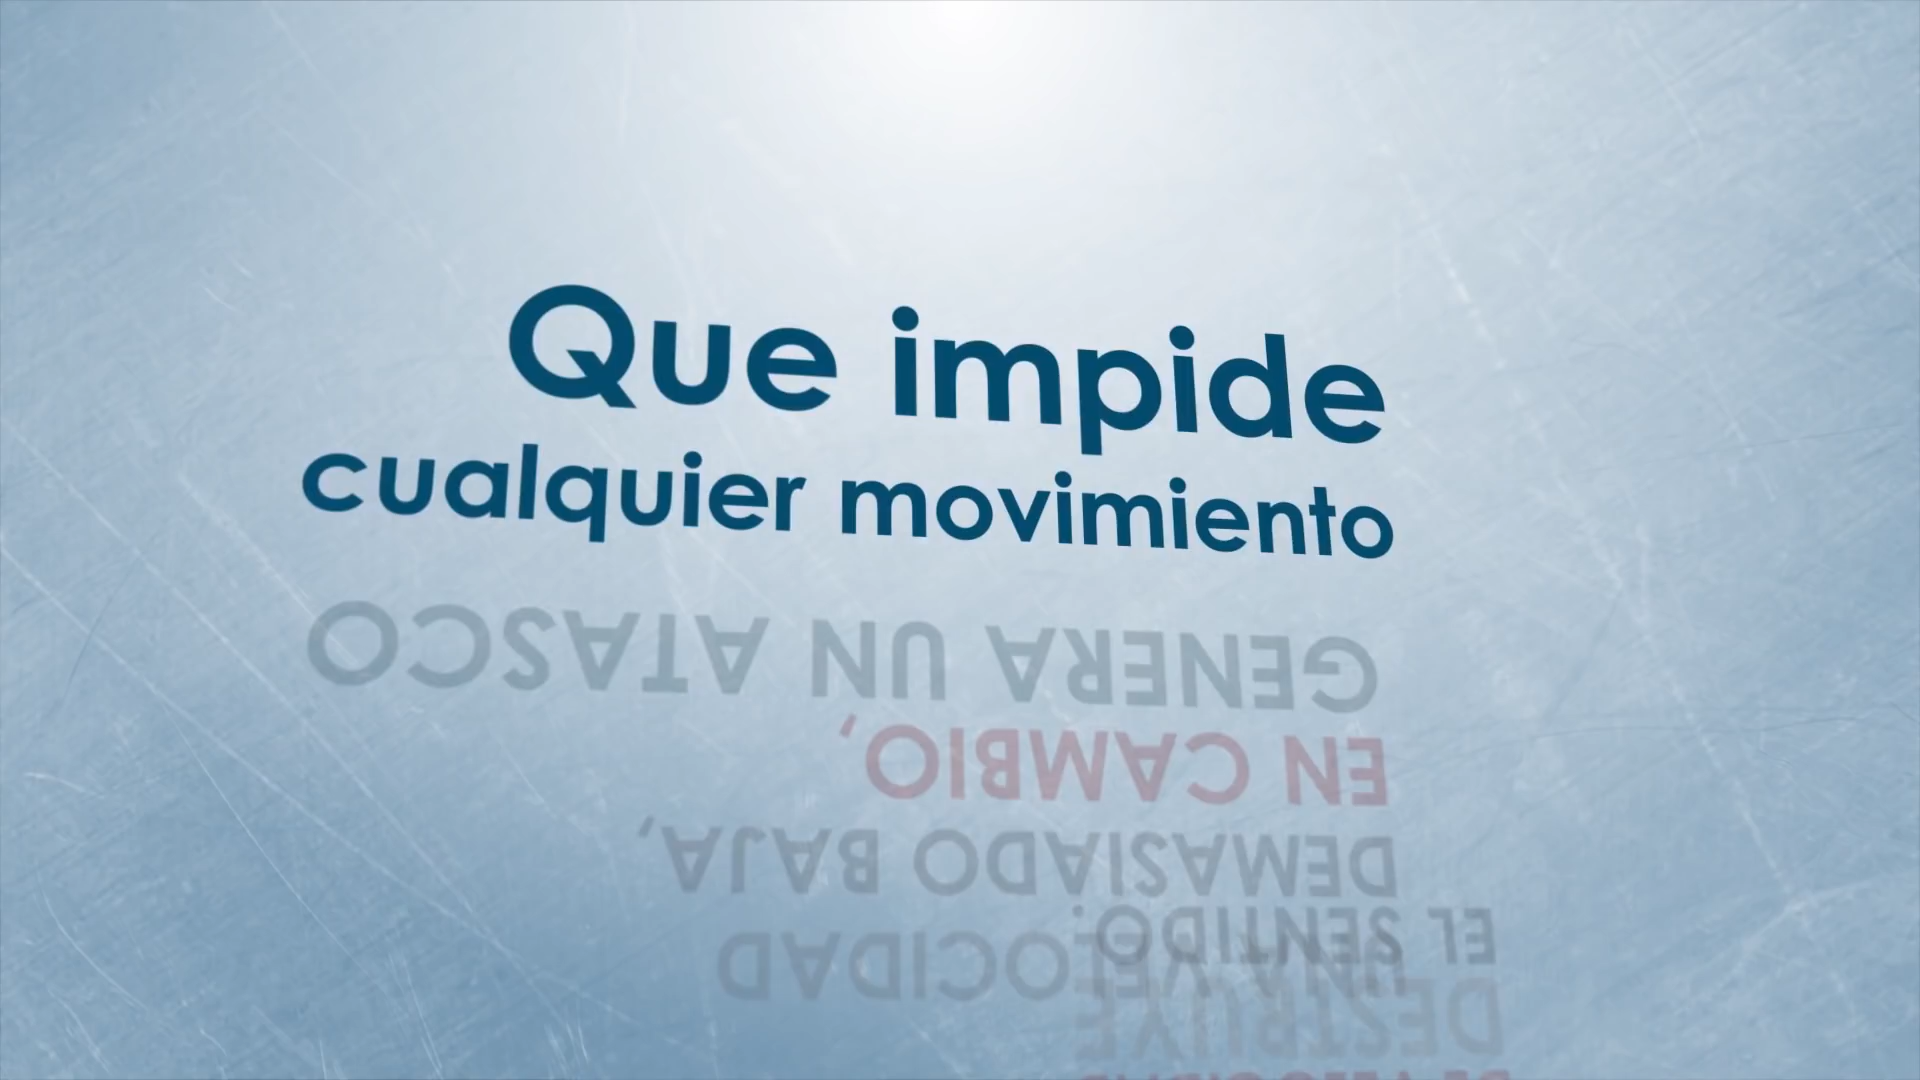 Que impide
cualquier movimiento
GENERA UN ATASCO
EN CAMBIO,
DEMASIADO BAJA,
EL SENTIDO.
UNA VELOCIDAD
DESTRUYE